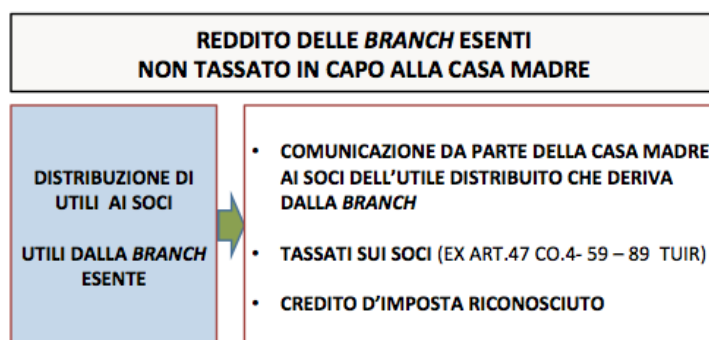 REDDITO DELLE BRANCH ESENTI
NON TASSATO IN CAPO ALLA CASA MADRE
DISTRIBUZIONE DI
UTILI AI SOCI
UTILI DALLA BRANCH
ESENTE
• COMUNICAZIONE DA PARTE DELLA CASA MADRE
AI SOCI DELL'UTILE DISTRIBUITO CHE DERIVA
DALLA BRANCH
• TASSATI SUI SOCI (EX ART.47 CO.4- 59 – 89 TUIR)
• CREDITO D'IMPOSTA RICONOSCIUTO